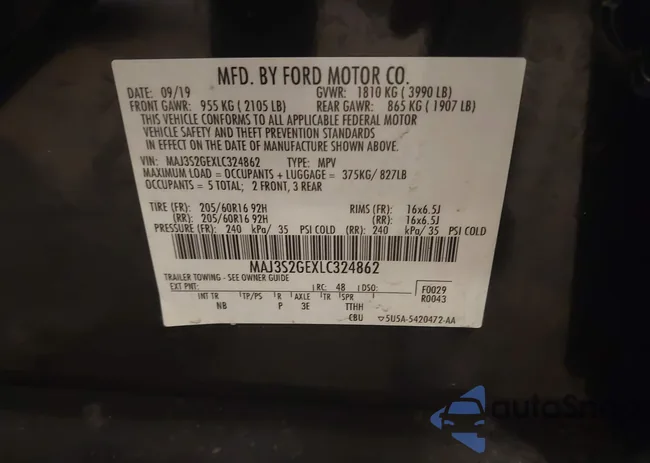 MFD. BY FORD MOTOR CO.
DATE: 09/19 GVWR: 1810 KG ( 3990 LB)
FRONT GAWR: 955 KG ( 2105 LB) REAR GAWR: 865 KG ( 1907 LB)
THIS VEHICLE CONFORMS TO ALL APPLICABLE FEDERAL MOTOR
VEHICLE SAFETY AND THEFT PREVENTION STANDARDS
IN EFFECT ON THE DATE OF MANUFACTURE SHOWN ABOVE.
VIN: MAJ3S2GEXLC324862 TYPE: MPV
MAXIMUM LOAD = OCCUPANTS + LUGGAGE = 375KG/ 827LB
OCCUPANTS = 5 TOTAL; 2 FRONT, 3 REAR
TIRE (FR): 205/60R16 92H RIMS (FR): 16x6.5J
(RR): 205/60R16 92H (RR): 16x6.5J
PRESSURE (FR): 240 kPa/ 35 PSI COLD (RR): 240 kPa/ 35 PSI COLD
MAJ3S2GEXLC324862
TRAILER TOWING - SEE OWNER GUIDE
EXT PNT: RC: 48 DSO: F0029
INT TR TP/PS R AXLE TR SPR R0043
NB P 3E TTHH
CBU 5U5A-5420472-AA